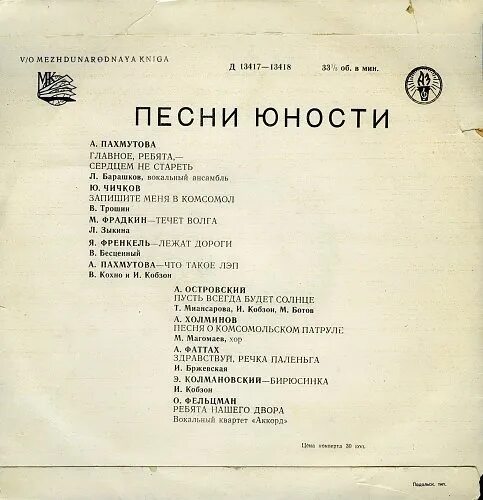 V/O MEZHDUNARODNAYA KNIGA
Д 13417—13418
33⅓ об. в мин.
МК
АЗ
ПЕСНИ ЮНОСТИ
А. ПАХМУТОВА
ГЛАВНОЕ, РЕБЯТА,—
СЕРДЦЕМ НЕ СТАРЕТЬ
Л. Барашков, вокальный ансамбль
Ю. ЧИЧКОВ
ЗАПИШИТЕ МЕНЯ В КОМСОМОЛ
В. Трошин
М. ФРАДКИН—ТЕЧЕТ ВОЛГА
Л. Зыкина
Я. ФРЕНКЕЛЬ—ЛЕЖАТ ДОРОГИ
В. Бесценный
А. ПАХМУТОВА—ЧТО ТАКОЕ ЛЭП
В. Кохно и И. Кобзон
А. ОСТРОВСКИЙ
ПУСТЬ ВСЕГДА БУДЕТ СОЛНЦЕ
Т. Миансарова, И. Кобзон, М. Ботов
А. ХОЛМИНОВ
ПЕСНЯ О КОМСОМОЛЬСКОМ ПАТРУЛЕ
М. Магомаев, хор
А. ФАТТАХ
ЗДРАВСТВУЙ, РЕЧКА ПАЛЕНЬГА
И. Бржевская
Э. КОЛМАНОВСКИЙ—БИРЮСИНКА
И. Кобзон
О. ФЕЛЬЦМАН
РЕБЯТА НАШЕГО ДВОРА
Вокальный квартет «Аккорд»
Цена конверта 30 коп.
Подольск.